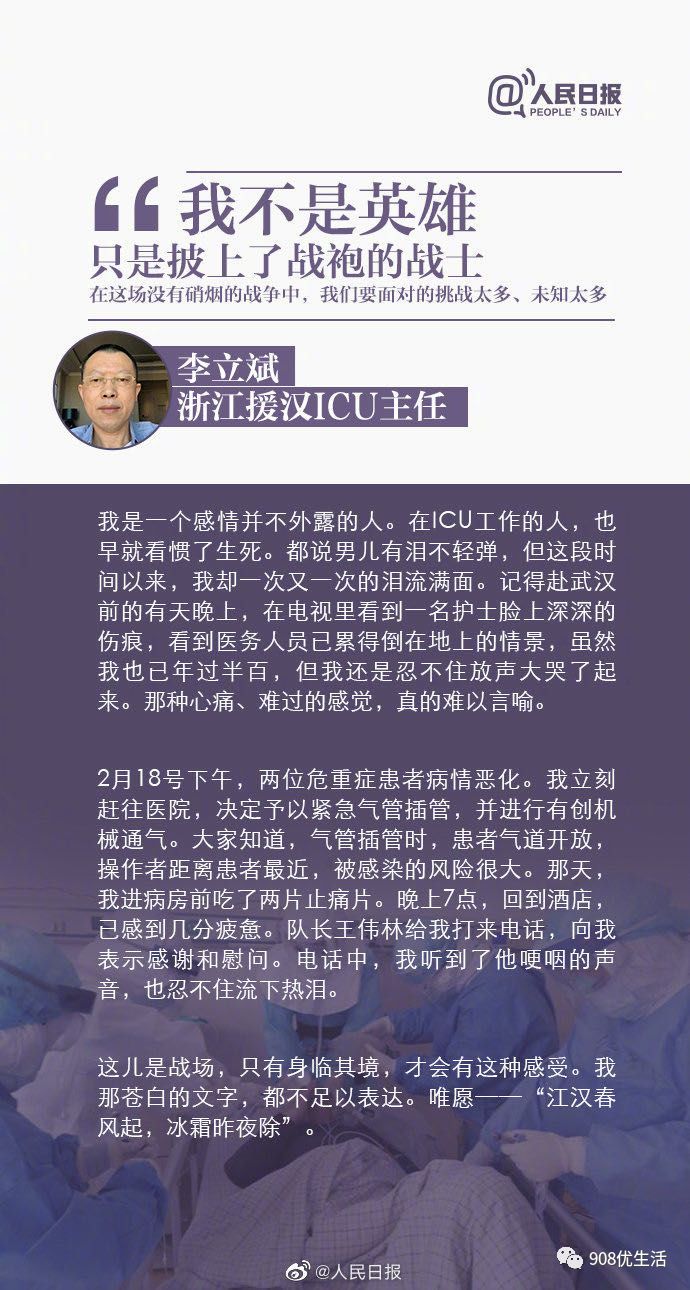 @人民日报
PEOPLE'S DAILY
“我不是英雄
只是披上了战袍的战士
在这场没有硝烟的战争中，我们要面对的挑战太多、未知太多
李立斌
浙江援汉ICU主任
我是一个感情并不外露的人。在ICU工作的人，也
早就看惯了生死。都说男儿有泪不轻弹，但这段时
间以来，我却一次又一次的泪流满面。记得赴武汉
前的有天晚上，在电视里看到一名护士脸上深深的
伤痕，看到医务人员已累得倒在地上的情景，虽然
我也已年过半百，但我还是忍不住放声大哭了起
来。那种心痛、难过的感觉，真的难以言喻。
2月18号下午，两位危重症患者病情恶化。我立刻
赶往医院，决定予以紧急气管插管，并进行有创机
械通气。大家知道，气管插管时，患者气道开放，
操作者距离患者最近，被感染的风险很大。那天，
我进病房前吃了两片止痛片。晚上7点，回到酒店，
已感到几分疲惫。队长王伟林给我打来电话，向我
表示感谢和慰问。电话中，我听到了他哽咽的声
音，也忍不住流下热泪。
这儿是战场，只有身临其境，才会有这种感受。我
那苍白的文字，都不足以表达。唯愿——“江汉春
风起，冰霜昨夜除”。
@人民日报
908优生活